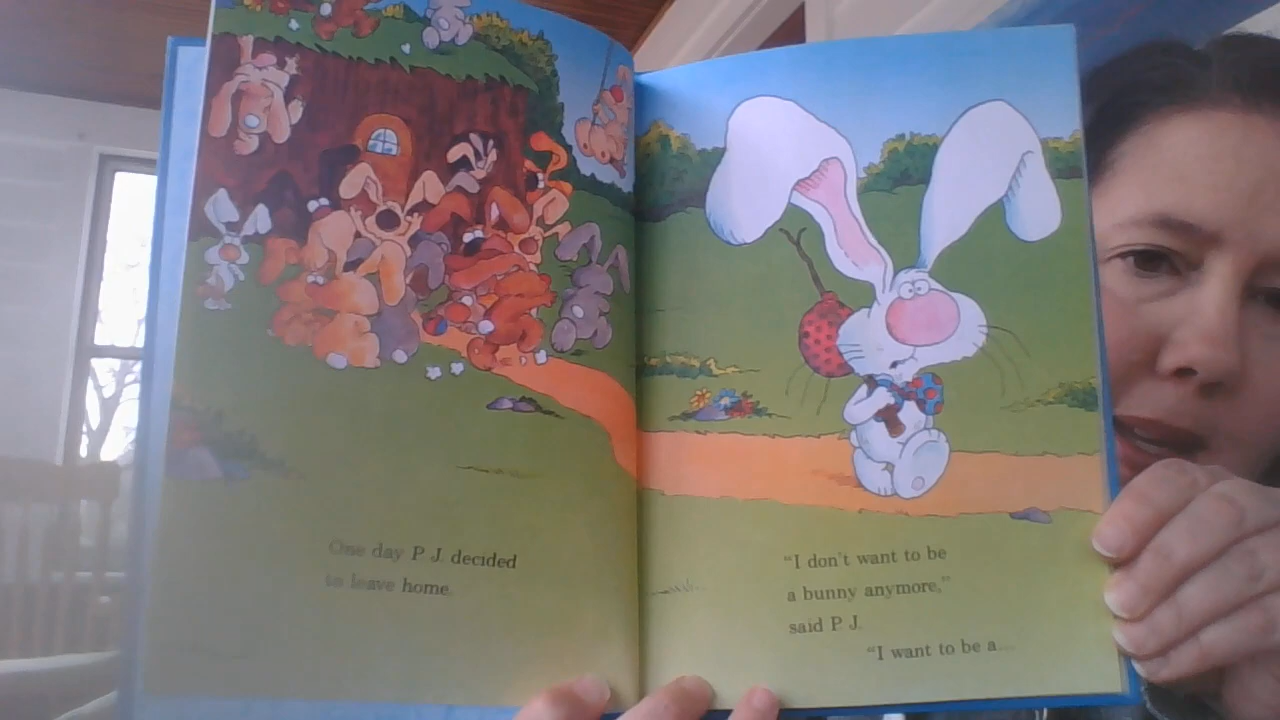 One day P. J. decided
to leave home.
"I don't want to be
a bunny anymore,"
said P. J.
"I want to be a...